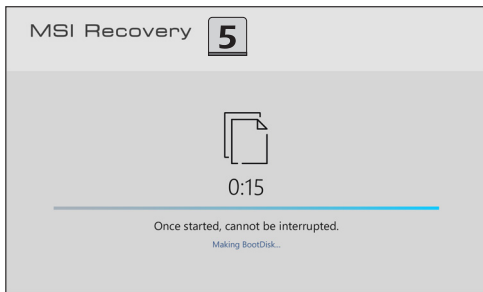 MSI Recovery 5
0:15
Once started, cannot be interrupted.
Making BootDisk...